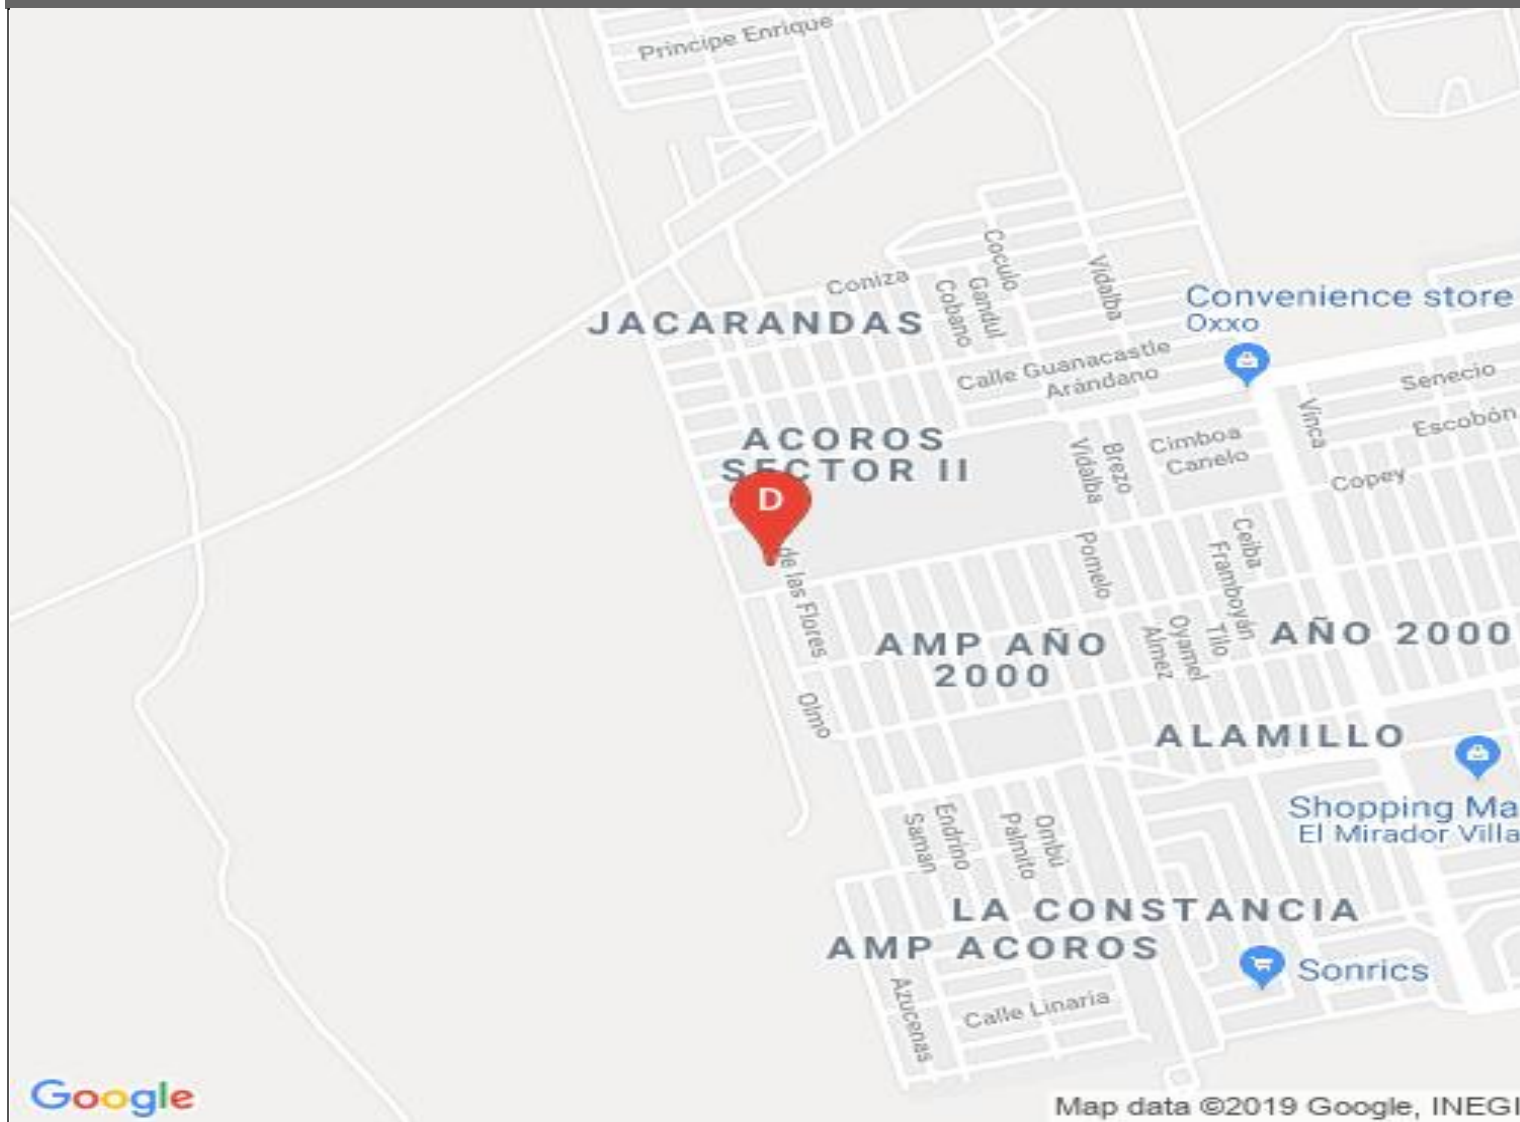 Principe Enrique
Coniza
Coculo
Gandul
Cobano
Vidalba
Convenience store
Oxxo
JACARANDAS
Calle Guanacastle
Arándano
Senecio
Vinca
Escobón
ACOROS
SECTOR II
Cimboa
Canelo
Brezo
Vidalba
Copey
D
de las Flores
Pomelo
Ceiba
Framboyán
Tilo
Oyamel
Almez
AMP AÑO
2000
AÑO 2000
Olmo
ALAMILLO
Shopping Ma
El Mirador Villa
Endrino
Saman
Ombú
Palmito
LA CONSTANCIA
AMP ACOROS
Sonrics
Azucenas
Calle Linaria
Google
Map data ©2019 Google, INEGI